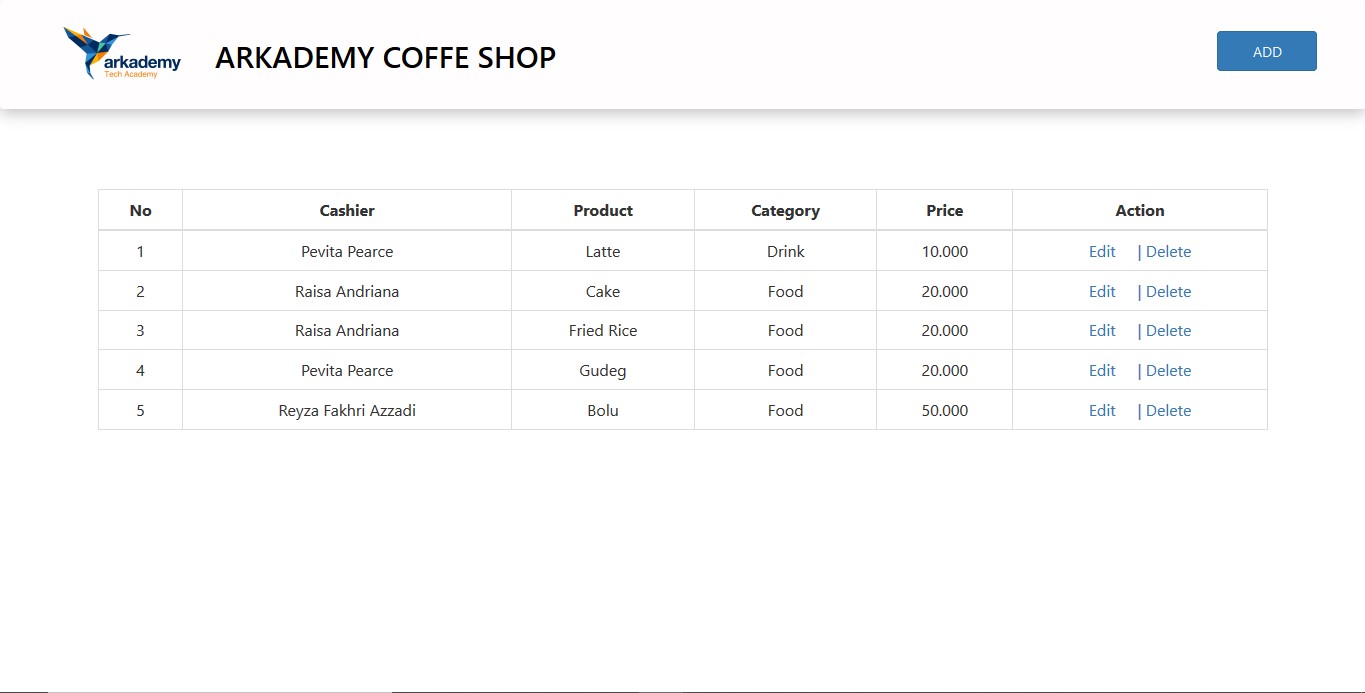 arkademy
Tech Academy
ARKADEMY COFFE SHOP
ADD
No Cashier Product Category Price Action
1 Pevita Pearce Latte Drink 10.000 Edit | Delete
2 Raisa Andriana Cake Food 20.000 Edit | Delete
3 Raisa Andriana Fried Rice Food 20.000 Edit | Delete
4 Pevita Pearce Gudeg Food 20.000 Edit | Delete
5 Reyza Fakhri Azzadi Bolu Food 50.000 Edit | Delete